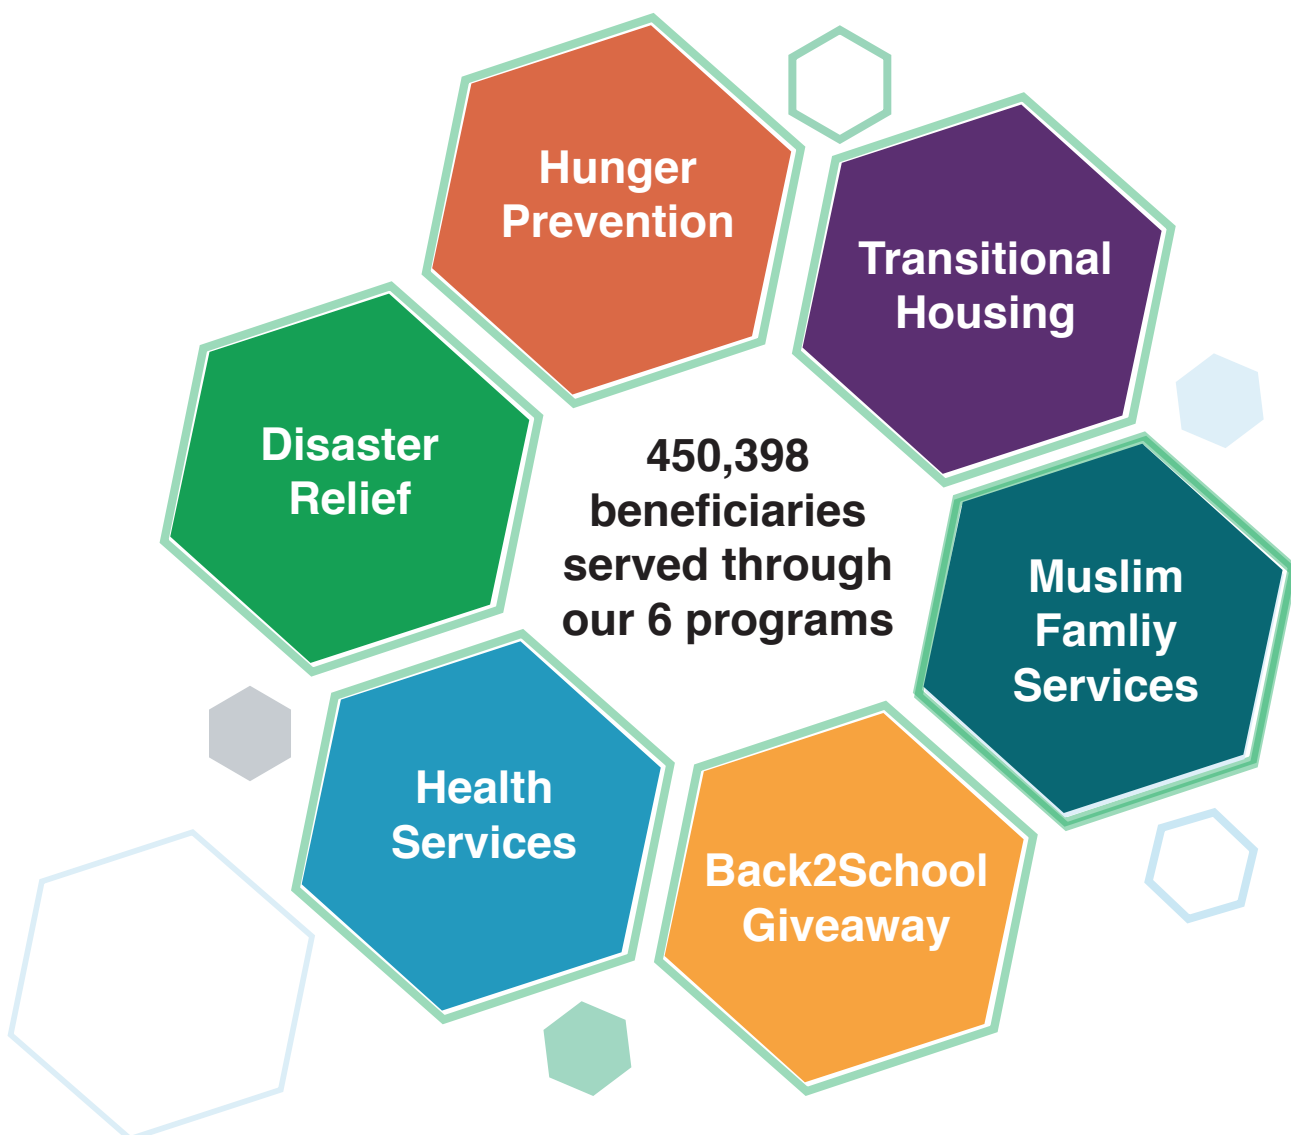 Hunger
Prevention
Transitional
Housing
Disaster
Relief
450,398
beneficiaries
served through
our 6 programs
Muslim
Famliy
Services
Health
Services
Back2School
Giveaway